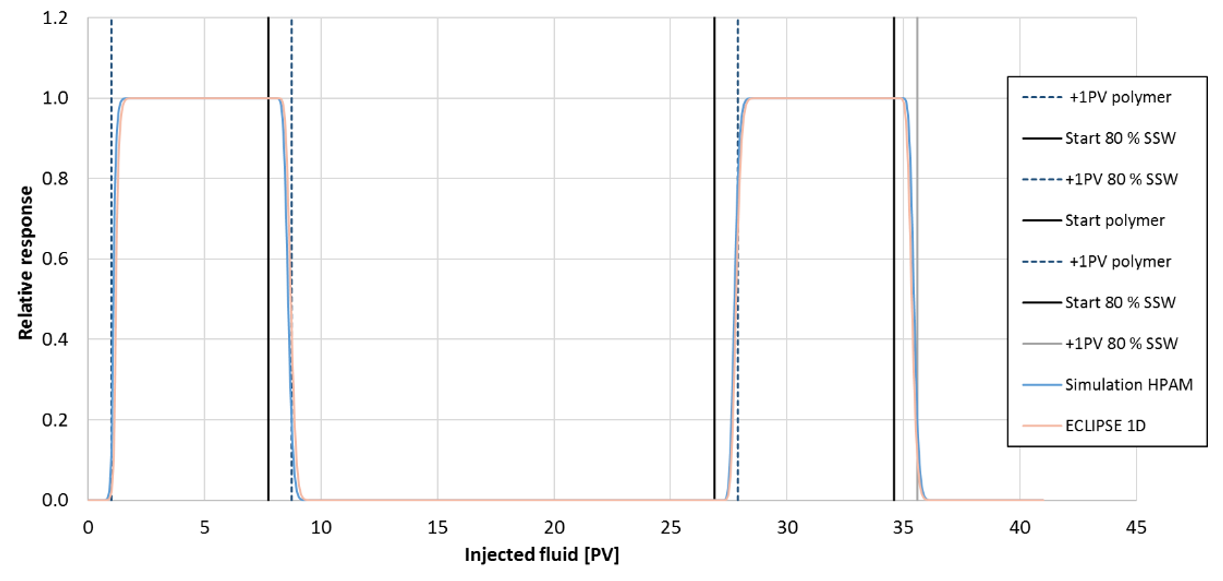 1.2
1.0
0.8
0.6
0.4
0.2
0.0
Relative response
0 5 10 15 20 25 30 35 40 45
Injected fluid [PV]
+1PV polymer
Start 80 % SSW
+1PV 80 % SSW
Start polymer
+1PV polymer
Start 80 % SSW
+1PV 80 % SSW
Simulation HPAM
ECLIPSE 1D